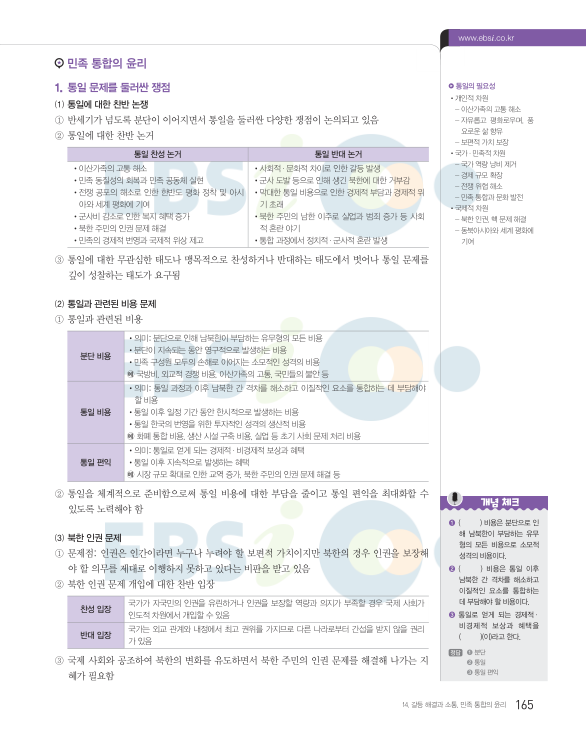 www.ebsi.co.kr
민족 통합의 윤리
1. 통일 문제를 둘러싼 쟁점
(1) 통일에 대한 찬반 논쟁
① 반세기가 넘도록 분단이 이어지면서 통일을 둘러싼 다양한 쟁점이 논의되고 있음
② 통일에 대한 찬반 논거
통일 찬성 논거
• 이산가족의 고통 해소
• 민족 동질성의 회복과 민족 공동체 실현
• 전쟁 공포의 해소로 인한 한반도 평화 정착 및 아시
아와 세계 평화에 기여
• 군사비 감소로 인한 복지 혜택 증가
• 북한 주민의 인권 문제 해결
• 민족의 경제적 번영과 국제적 위상 제고
통일 반대 논거
• 사회적·문화적 차이로 인한 갈등 발생
• 군사 도발 등으로 인해 생긴 북한에 대한 거부감
• 막대한 통일 비용으로 인한 경제적 부담과 경제적 위
기 초래
• 북한 주민의 남한 이주로 실업과 범죄 증가 등 사회
적 혼란 야기
• 통합 과정에서 정치적·군사적 혼란 발생
③ 통일에 대한 무관심한 태도나 맹목적으로 찬성하거나 반대하는 태도에서 벗어나 통일 문제를
깊이 성찰하는 태도가 요구됨
(2) 통일과 관련된 비용 문제
① 통일과 관련된 비용
분단 비용
• 의미: 분단으로 인해 남북한이 부담하는 유무형의 모든 비용
• 분단이 지속되는 동안 영구적으로 발생하는 비용
• 민족 구성원 모두의 손해로 이어지는 소모적인 성격의 비용
예 국방비, 외교적 경쟁 비용, 이산가족의 고통, 국민들의 불안 등
통일 비용
• 의미: 통일 과정과 이후 남북한 간 격차를 해소하고 이질적인 요소를 통합하는 데 부담해야
할 비용
• 통일 이후 일정 기간 동안 한시적으로 발생하는 비용
• 통일 한국의 번영을 위한 투자적인 성격의 생산적 비용
예 화폐 통합 비용, 생산 시설 구축 비용, 실업 등 초기 사회 문제 처리 비용
통일 편익
• 의미: 통일로 얻게 되는 경제적·비경제적 보상과 혜택
• 통일 이후 지속적으로 발생하는 혜택
예 시장 규모 확대로 인한 교역 증가, 북한 주민의 인권 문제 해결 등
② 통일을 체계적으로 준비함으로써 통일 비용에 대한 부담을 줄이고 통일 편익을 최대화할 수
있도록 노력해야 함
(3) 북한 인권 문제
① 문제점: 인권은 인간이라면 누구나 누려야 할 보편적 가치이지만 북한의 경우 인권을 보장해
야 할 의무를 제대로 이행하지 못하고 있다는 비판을 받고 있음
② 북한 인권 문제 개입에 대한 찬반 입장
찬성 입장
국가가 자국민의 인권을 유린하거나 인권을 보장할 역량과 의지가 부족할 경우 국제 사회가
인도적 차원에서 개입할 수 있음
반대 입장
국가는 외교 관계와 내정에서 최고 권위를 가지므로 다른 나라로부터 간섭을 받지 않을 권리
가 있음
③ 국제 사회와 공조하여 북한의 변화를 유도하면서 북한 주민의 인권 문제를 해결해 나가는 지
혜가 필요함
통일의 필요성
• 개인적 차원
– 이산가족의 고통 해소
– 자유롭고 평화로우며, 풍
요로운 삶 향유
– 보편적 가치 보장
• 국가·민족적 차원
– 국가 역량 낭비 제거
– 경제 규모 확장
– 전쟁 위협 해소
– 민족 통합과 문화 발전
• 국제적 차원
– 북한 인권, 핵 문제 해결
– 동북아시아와 세계 평화에
기여
개념 체크
❶ ( ) 비용은 분단으로 인
해 남북한이 부담하는 유무
형의 모든 비용으로 소모적
성격의 비용이다.
❷ ( ) 비용은 통일 이후
남북한 간 격차를 해소하고
이질적인 요소를 통합하는
데 부담해야 할 비용이다.
❸ 통일로 얻게 되는 경제적·
비경제적 보상과 혜택을
( )(이)라고 한다.
정답 ❶ 분단
❷ 통일
❸ 통일 편익
14. 갈등 해결과 소통, 민족 통합의 윤리 165
EBSi
EBSi
EBSi